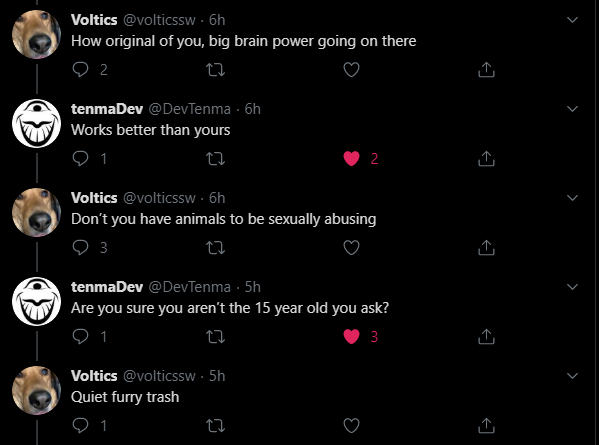 Voltics @volticssw · 6h
How original of you, big brain power going on there
2
tenmaDev @DevTenma · 6h
Works better than yours
1 2
Voltics @volticssw · 6h
Don't you have animals to be sexually abusing
3
tenmaDev @DevTenma · 5h
Are you sure you aren't the 15 year old you ask?
1 3
Voltics @volticssw · 5h
Quiet furry trash
1